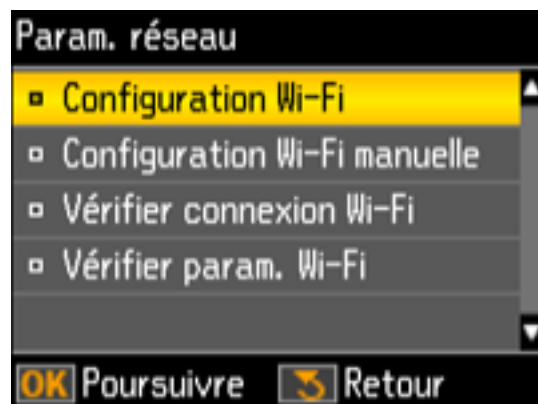 Param. réseau
Configuration Wi-Fi
Configuration Wi-Fi manuelle
Vérifier connexion Wi-Fi
Vérifier param. Wi-Fi
OK Poursuivre Retour